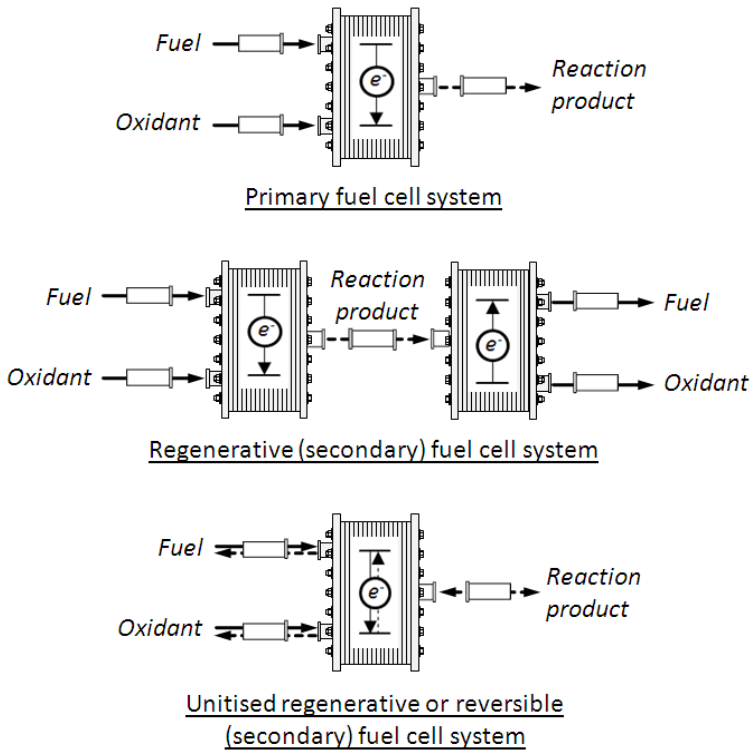 Fuel
e-
Reaction
product
Oxidant
Primary fuel cell system
Fuel
Reaction
product
Fuel
e-
e-
Oxidant
Oxidant
Regenerative (secondary) fuel cell system
Fuel
e-
Reaction
product
Oxidant
Unitised regenerative or reversible
(secondary) fuel cell system